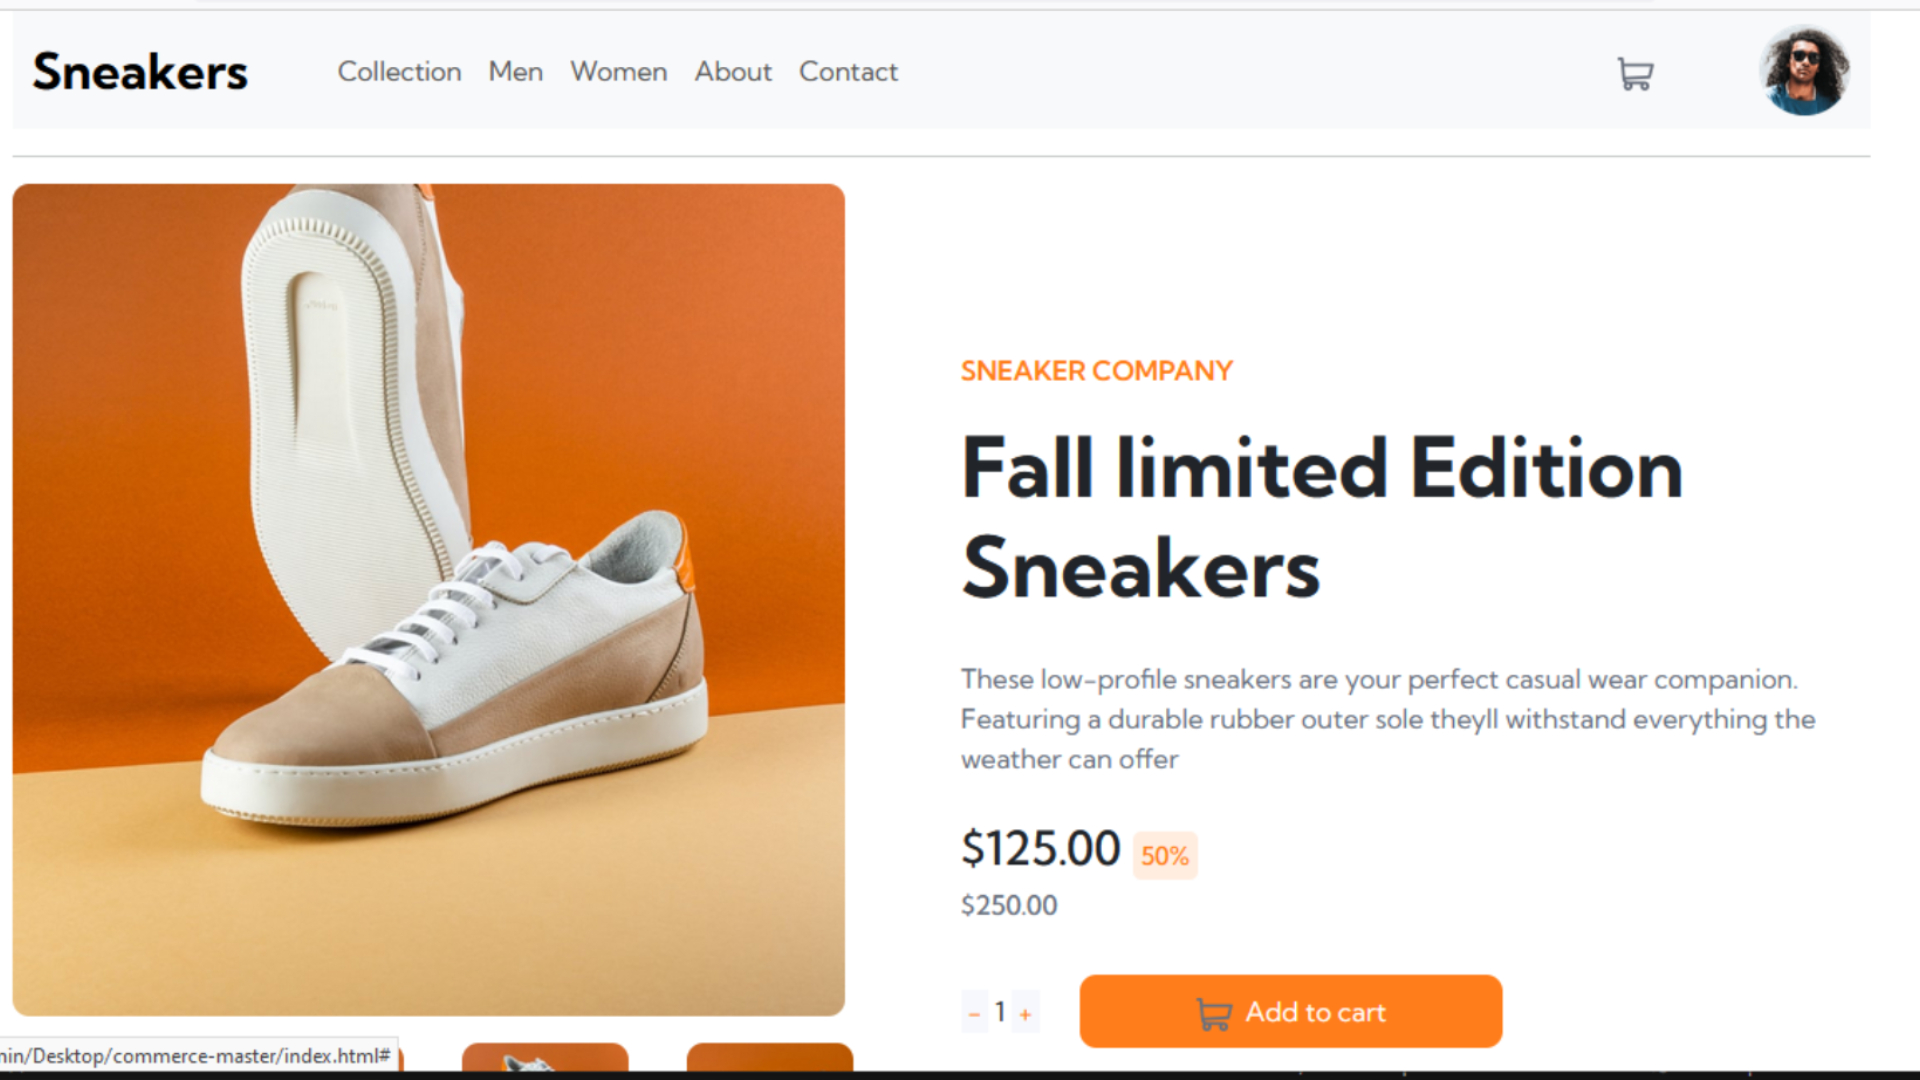 Sneakers
Collection Men Women About Contact
SNEAKER COMPANY
Fall limited Edition
Sneakers
These low-profile sneakers are your perfect casual wear companion.
Featuring a durable rubber outer sole theyll withstand everything the
weather can offer
$125.00 50%
$250.00
- 1 + Add to cart
/Desktop/commerce-master/index.html#